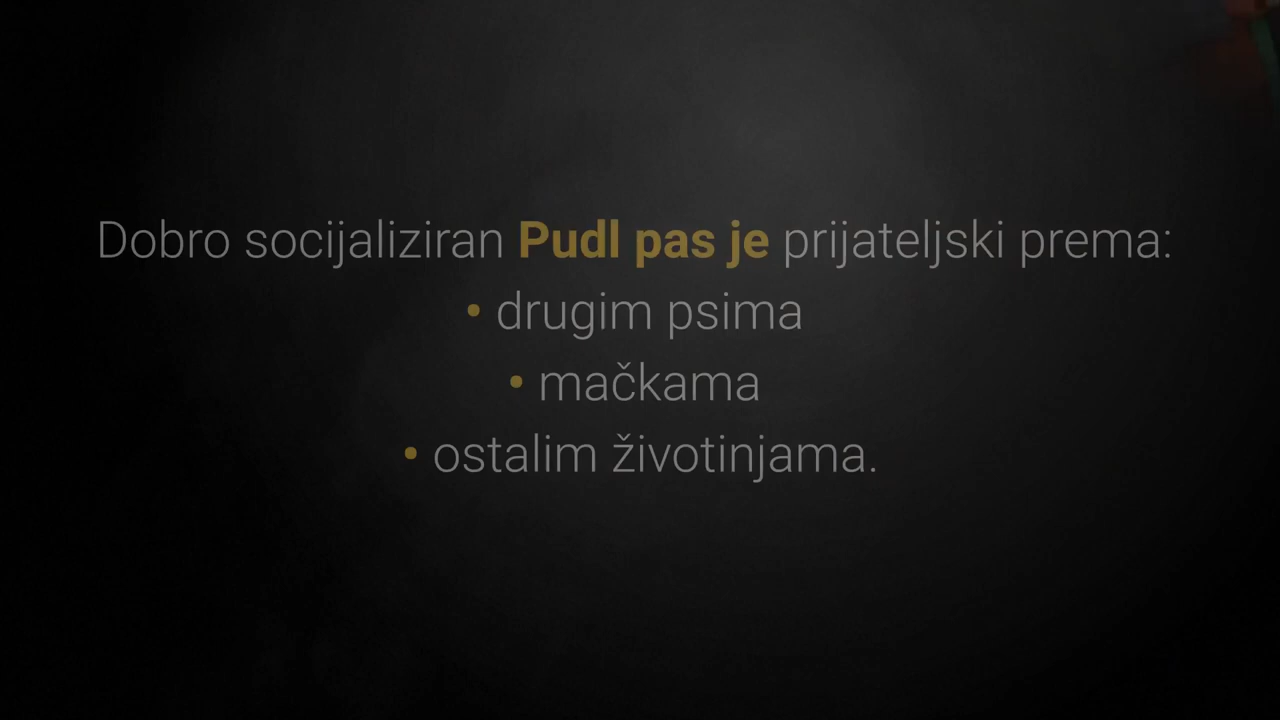 Dobro socijaliziran Pudl pas je prijateljski prema:
• drugim psima
• mačkama
• ostalim životinjama.